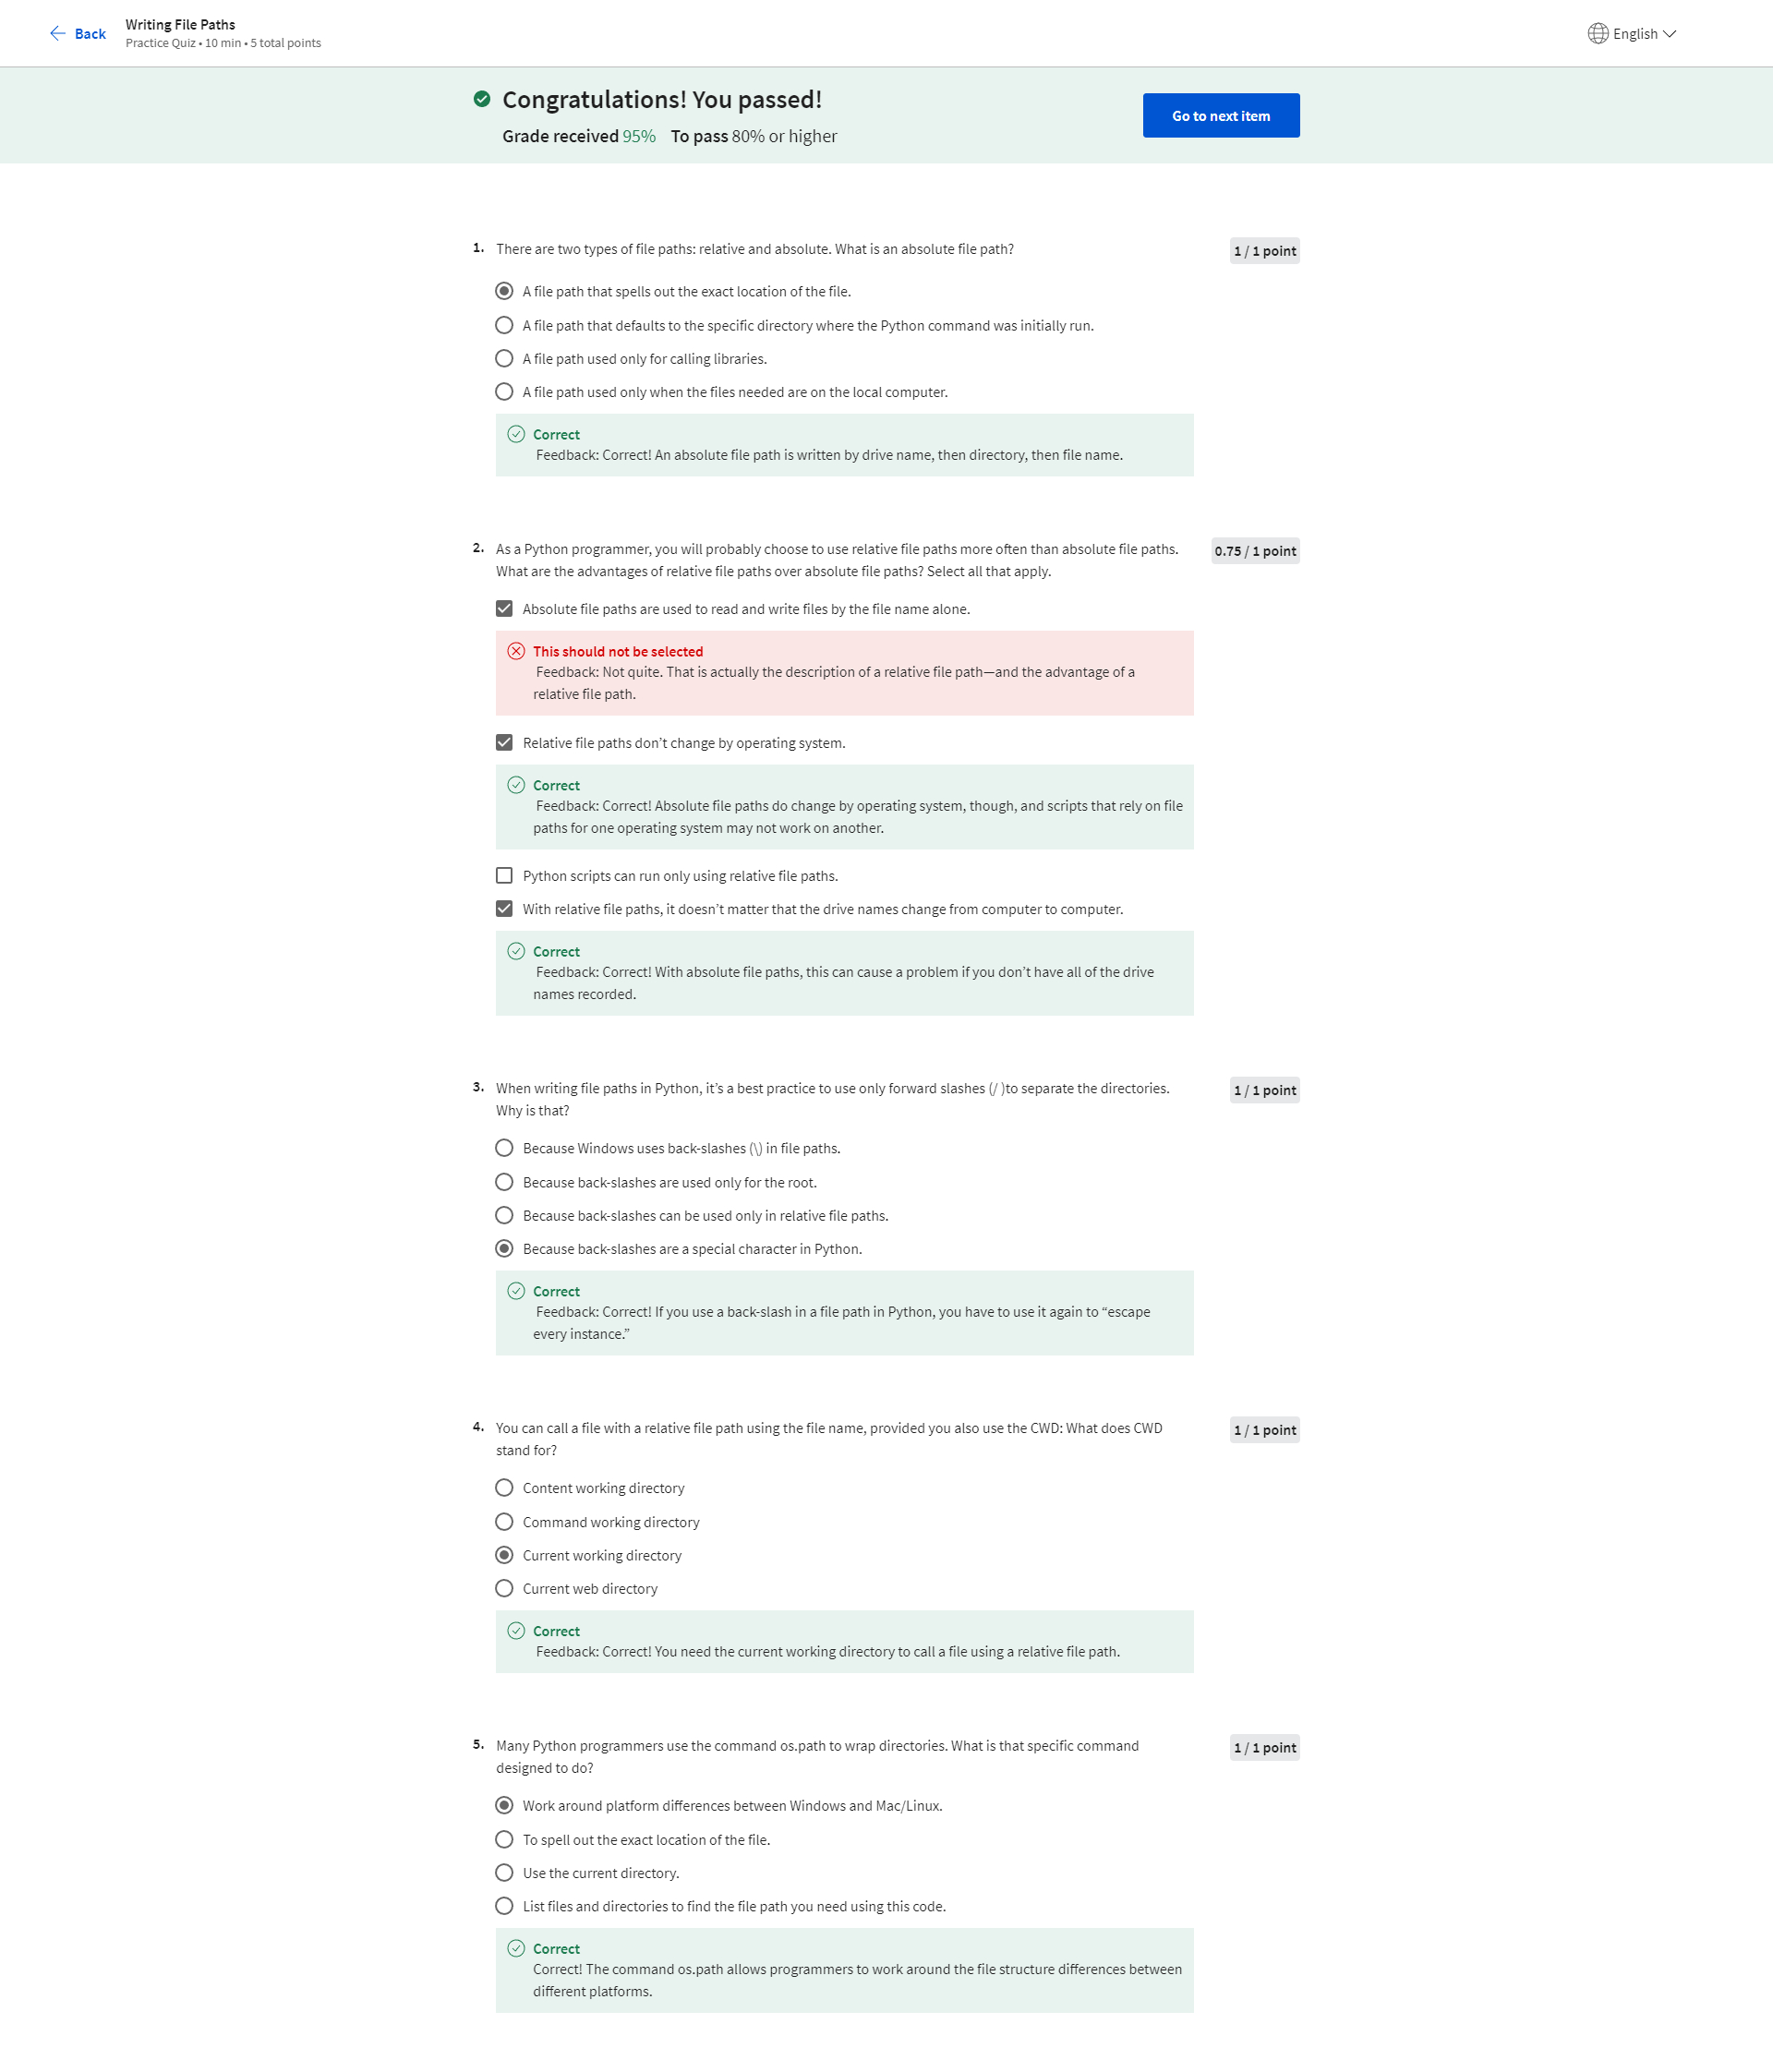 Back
Writing File Paths
Practice Quiz • 10 min • 5 total points
English
Congratulations! You passed!
Grade received 95% To pass 80% or higher
Go to next item
1. There are two types of file paths: relative and absolute. What is an absolute file path?
1 / 1 point
A file path that spells out the exact location of the file.
A file path that defaults to the specific directory where the Python command was initially run.
A file path used only for calling libraries.
A file path used only when the files needed are on the local computer.
Correct
Feedback: Correct! An absolute file path is written by drive name, then directory, then file name.
2. As a Python programmer, you will probably choose to use relative file paths more often than absolute file paths.
What are the advantages of relative file paths over absolute file paths? Select all that apply.
0.75 / 1 point
Absolute file paths are used to read and write files by the file name alone.
This should not be selected
Feedback: Not quite. That is actually the description of a relative file path—and the advantage of a
relative file path.
Relative file paths don’t change by operating system.
Correct
Feedback: Correct! Absolute file paths do change by operating system, though, and scripts that rely on file
paths for one operating system may not work on another.
Python scripts can run only using relative file paths.
With relative file paths, it doesn’t matter that the drive names change from computer to computer.
Correct
Feedback: Correct! With absolute file paths, this can cause a problem if you don’t have all of the drive
names recorded.
3. When writing file paths in Python, it’s a best practice to use only forward slashes (/ )to separate the directories.
Why is that?
1 / 1 point
Because Windows uses back-slashes (\) in file paths.
Because back-slashes are used only for the root.
Because back-slashes can be used only in relative file paths.
Because back-slashes are a special character in Python.
Correct
Feedback: Correct! If you use a back-slash in a file path in Python, you have to use it again to “escape
every instance.”
4. You can call a file with a relative file path using the file name, provided you also use the CWD: What does CWD
stand for?
1 / 1 point
Content working directory
Command working directory
Current working directory
Current web directory
Correct
Feedback: Correct! You need the current working directory to call a file using a relative file path.
5. Many Python programmers use the command os.path to wrap directories. What is that specific command
designed to do?
1 / 1 point
Work around platform differences between Windows and Mac/Linux.
To spell out the exact location of the file.
Use the current directory.
List files and directories to find the file path you need using this code.
Correct
Correct! The command os.path allows programmers to work around the file structure differences between
different platforms.